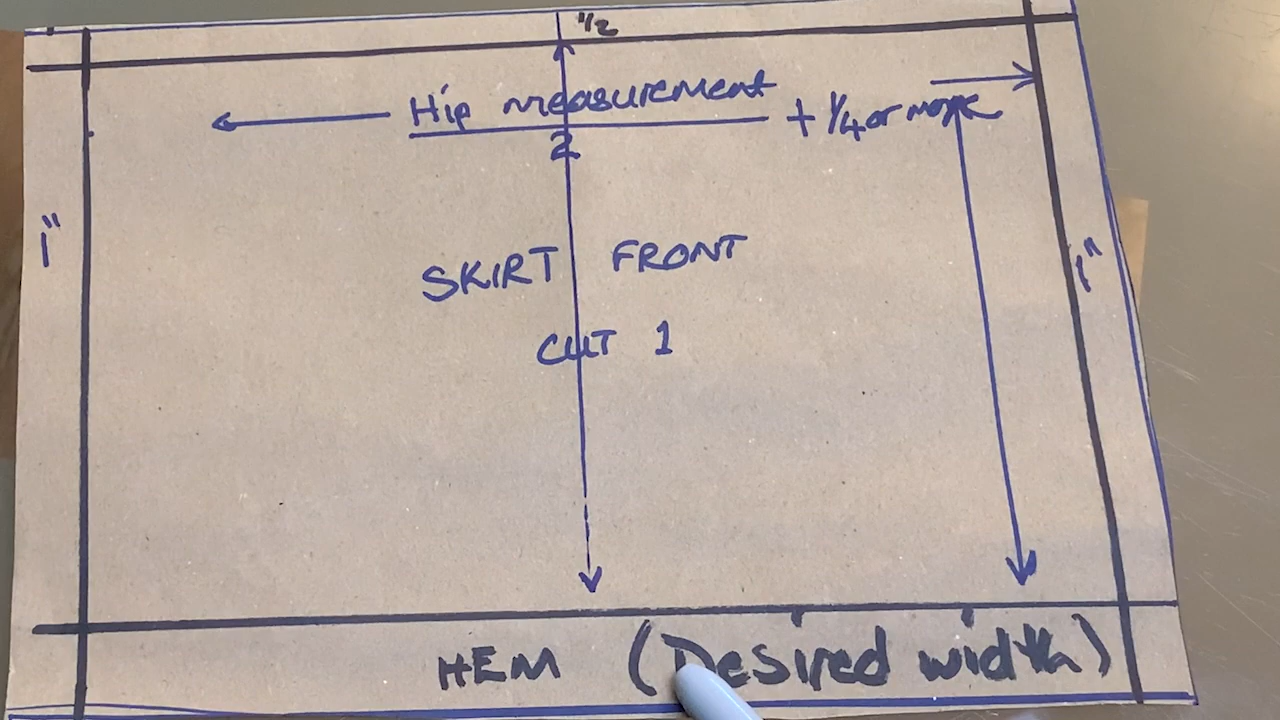 1/2
Hip measurement
2
+ 1/4 or more
1"
1"
SKIRT FRONT
CUT 1
HEM (Desired width)